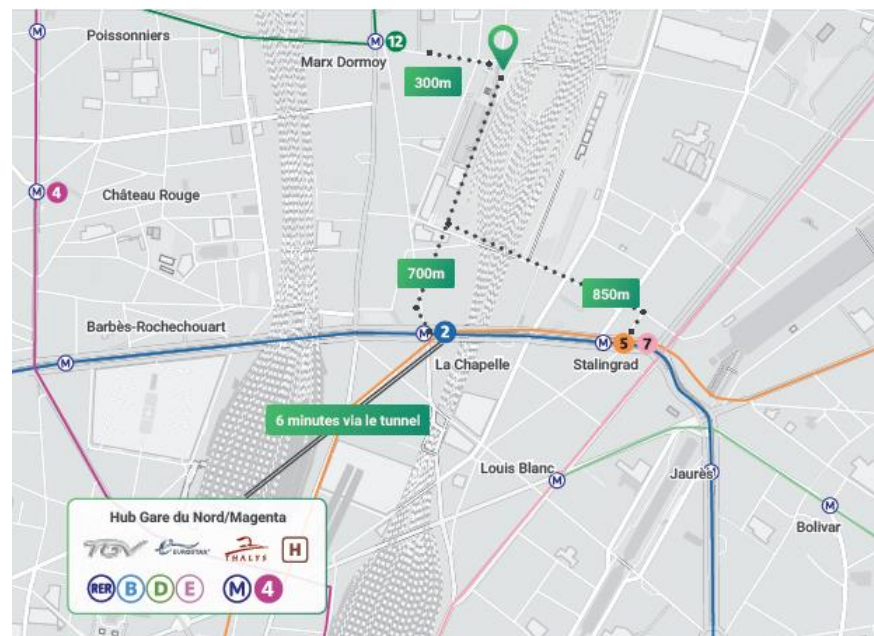 Poissonniers
M
12
Marx Dormoy
300m
M
4
Château Rouge
700m
850m
Barbès-Rochechouart
M
M
2
M
5
7
La Chapelle
Stalingrad
6 minutes via le tunnel
Louis Blanc
M
Jaurès
M
M
Bolivar
Hub Gare du Nord/Magenta
TGV
EUROSTAR
THALYS
H
RER
B
D
E
M
4
M